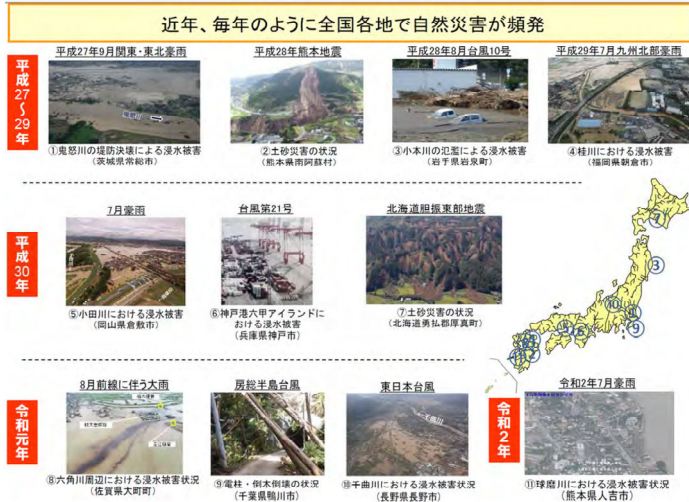 近年、毎年のように全国各地で自然災害が頻発
平成27～29年
平成27年9月関東・東北豪雨
鬼怒川
①鬼怒川の堤防決壊による浸水被害
(茨城県常総市)
平成28年熊本地震
②土砂災害の状況
(熊本県南阿蘇村)
平成28年8月台風10号
③小本川の氾濫による浸水被害
(岩手県岩泉町)
平成29年7月九州北部豪雨
④桂川における浸水被害
(福岡県朝倉市)
平成30年
7月豪雨
⑤小田川における浸水被害
(岡山県倉敷市)
台風第21号
⑥神戸港六甲アイランドに
おける浸水被害
(兵庫県神戸市)
北海道胆振東部地震
⑦土砂災害の状況
(北海道勇払郡厚真町)
⑦
③
⑩
⑨
⑤
⑥
令和元年
8月前線に伴う大雨
⑧六角川周辺における浸水被害状況
(佐賀県大町町)
房総半島台風
⑨電柱・倒木倒壊の状況
(千葉県鴨川市)
東日本台風
千曲川
⑩千曲川における浸水被害状況
(長野県長野市)
令和2年
令和2年7月豪雨
⑪球磨川における浸水被害状況
(熊本県人吉市)